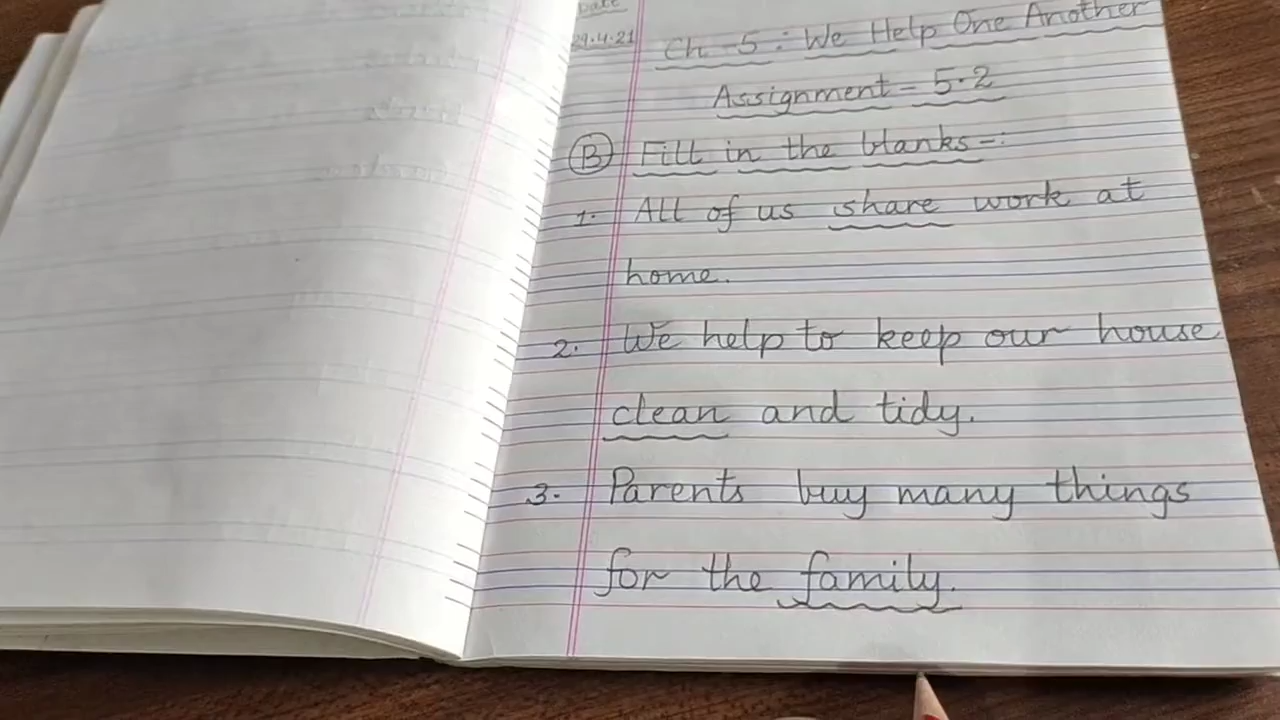 Date
29.4.21
Ch-5: We Help One Another
Assignment - 5.2
B Fill in the blanks-:
1. All of us share work at
home.
2. We help to keep our house
clean and tidy.
3. Parents buy many things
for the family.